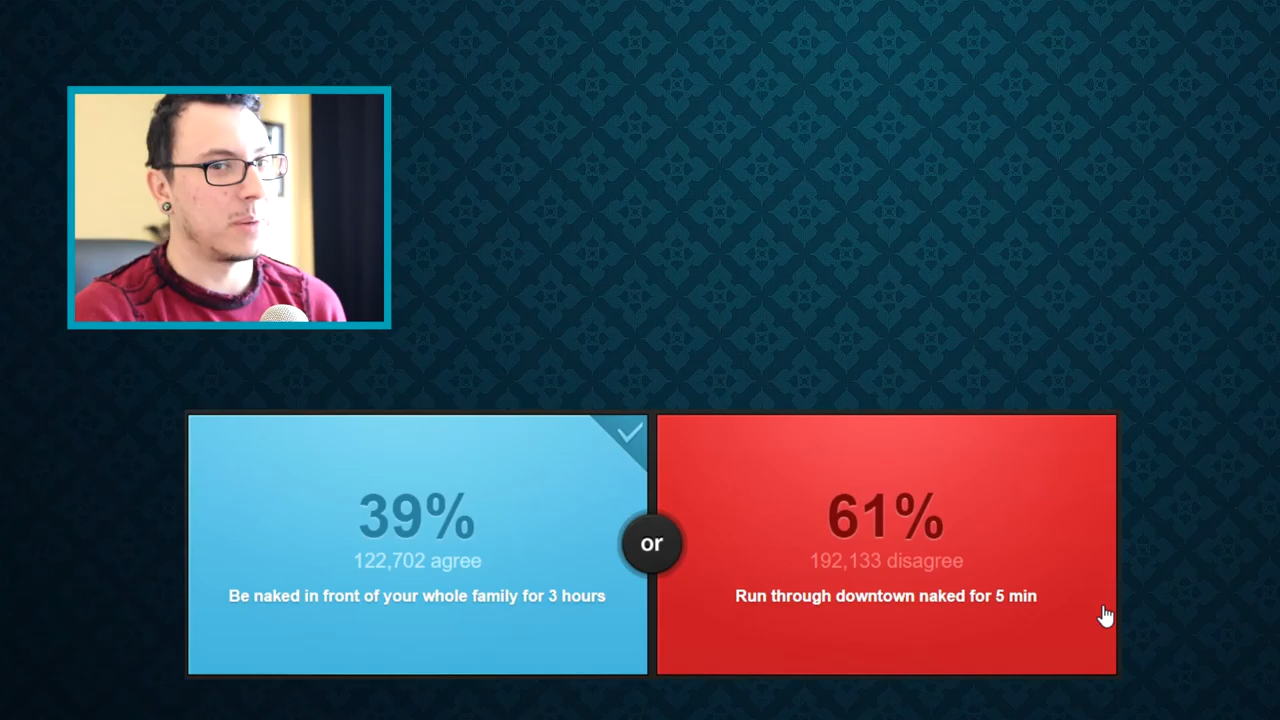 39%
122,702 agree
Be naked in front of your whole family for 3 hours
or
61%
192,133 disagree
Run through downtown naked for 5 min